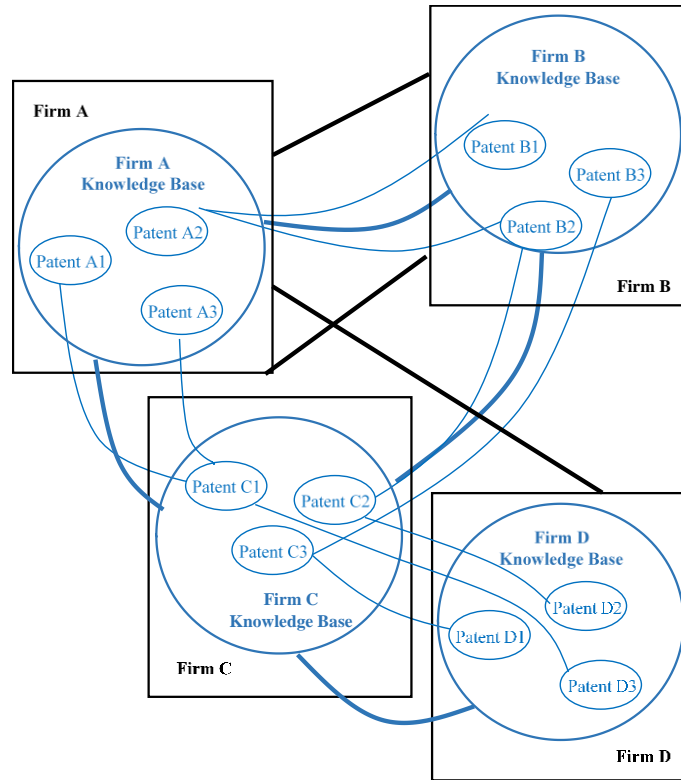 Firm A
Firm A
Knowledge Base
Patent A1
Patent A2
Patent A3
Firm B
Knowledge Base
Patent B1
Patent B2
Patent B3
Firm B
Patent C1
Patent C2
Patent C3
Firm C
Knowledge Base
Firm C
Firm D
Knowledge Base
Patent D1
Patent D2
Patent D3
Firm D